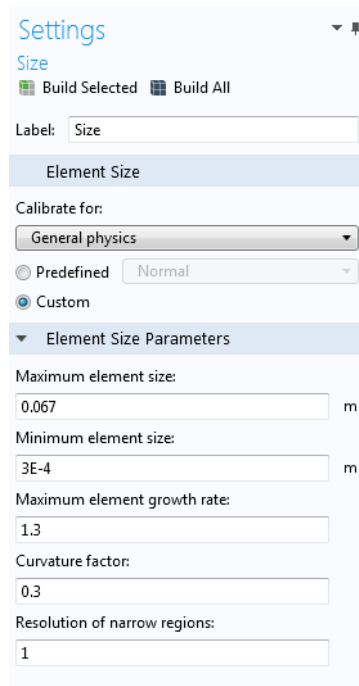 Settings
Size
Build Selected Build All
Label: Size
Element Size
Calibrate for:
General physics
Predefined Normal
Custom
Element Size Parameters
Maximum element size:
0.067 m
Minimum element size:
3E-4 m
Maximum element growth rate:
1.3
Curvature factor:
0.3
Resolution of narrow regions:
1